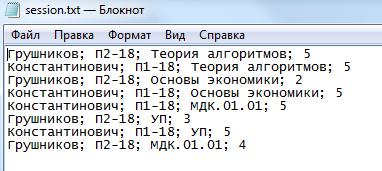 session.txt — Блокнот
Файл Правка Формат Вид Справка
Грушников; П2-18; Теория алгоритмов; 5
Константинович; П1-18; Теория алгоритмов; 5
Грушников; П2-18; Основы экономики; 2
Константинович; П1-18; Основы экономики; 5
Константинович; П1-18; МДК.01.01; 5
Грушников; П2-18; УП; 3
Константинович; П1-18; УП; 5
Грушников; П2-18; МДК.01.01; 4